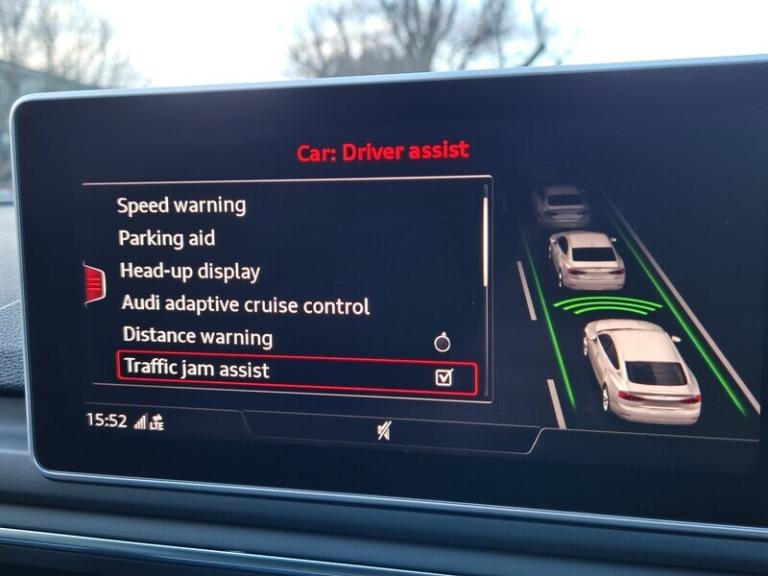 Car: Driver assist
Speed warning
Parking aid
Head-up display
Audi adaptive cruise control
Distance warning
Traffic jam assist
15:52 LTE